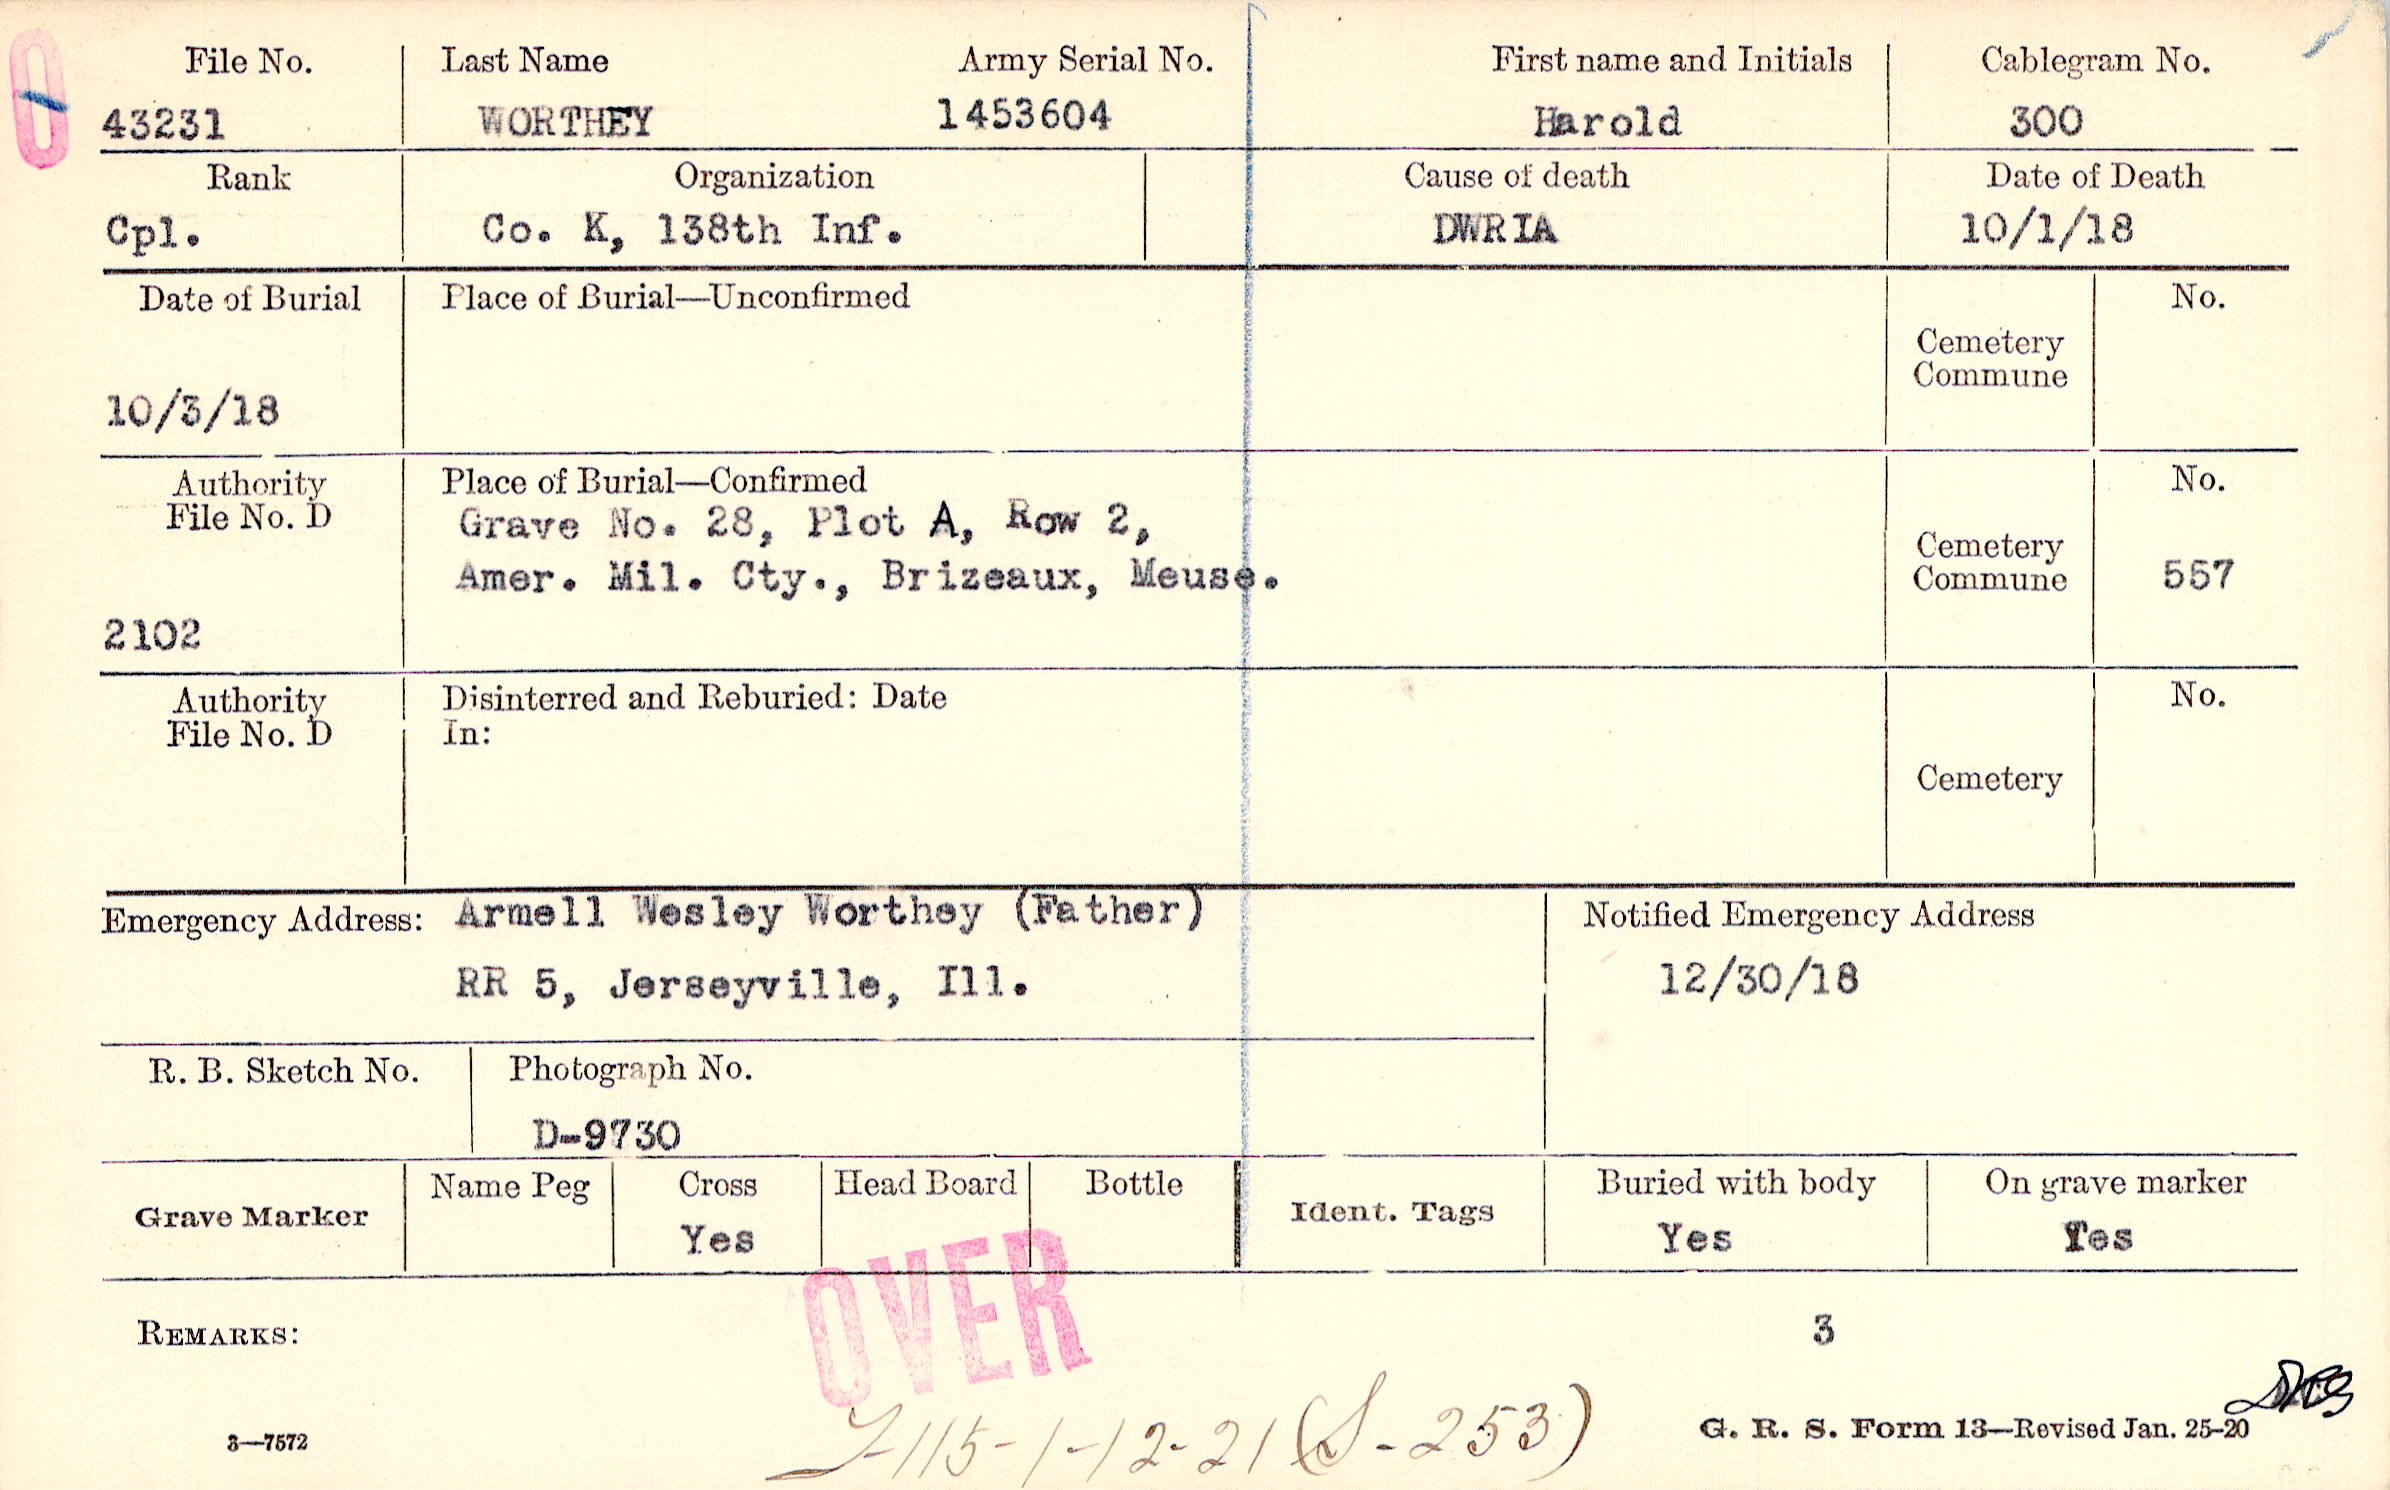 File No. Last Name Army Serial No. First name and Initials Cablegram No.
43231 WORTHEY 1453604 Harold 300
Rank Organization Cause of death Date of Death
Cpl. Co. K, 138th Inf. DWRIA 10/1/18
Date of Burial Place of Burial—Unconfirmed No.
Cemetery
Commune
10/3/18
Authority Place of Burial—Confirmed No.
File No. D
Grave No. 28, Plot A, Row 2,
Cemetery
Amer. Mil. Cty., Brizeaux, Meuse. Commune 557
2102
Authority Disinterred and Reburied: Date No.
File No. D In:
Cemetery
Emergency Address: Armell Wesley Worthey (Father) Notified Emergency Address
RR 5, Jerseyville, Ill. 12/30/18
R. B. Sketch No. Photograph No.
D-9730
Grave Marker Name Peg Cross Head Board Bottle Ident. Tags Buried with body On grave marker
Yes Yes Yes
OVER
REMARKS: 3
-115-1-12-21 (S-253)
3—7572 G. R. S. Form 13—Revised Jan. 25-20